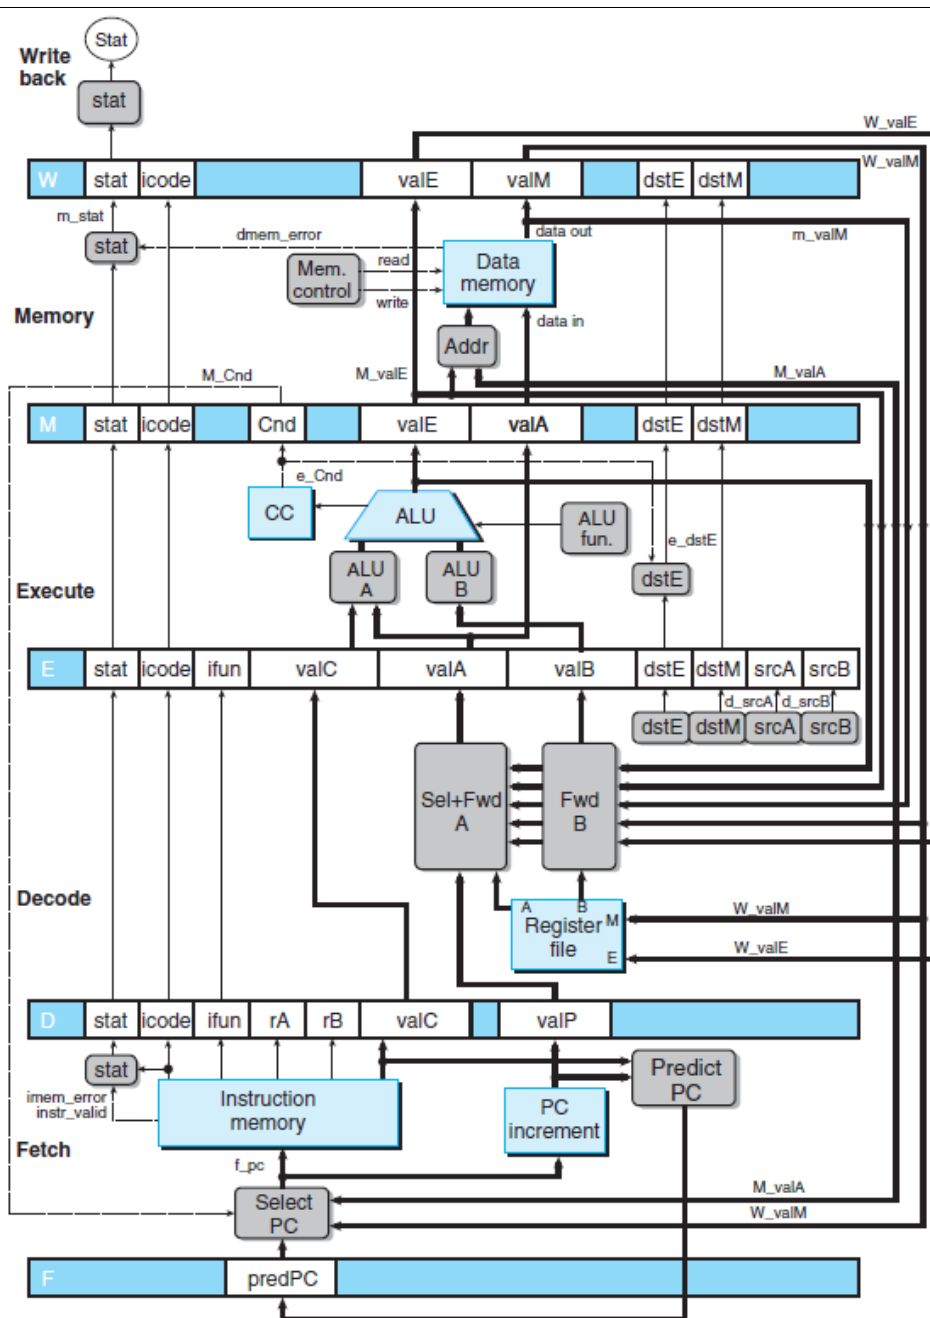 Stat
Write
back
stat
W_valE
W_valM
W stat icode valE valM dstE dstM
m_stat
stat
dmem_error
data out
m_valM
Mem.
control
read
write
Data
memory
Memory
data in
Addr
M_Cnd
M_valE
M_valA
M stat icode Cnd valE valA dstE dstM
e_Cnd
CC
ALU
ALU
fun.
e_dstE
ALU
A
ALU
B
dstE
Execute
E stat icode ifun valC valA valB dstE dstM srcA srcB
d_srcA d_srcB
dstE dstM srcA srcB
Sel+Fwd
A
Fwd
B
Decode
A B
Register
file
M
E
W_valM
W_valE
D stat icode ifun rA rB valC valP
stat
imem_error
instr_valid
Instruction
memory
PC
increment
Predict
PC
Fetch
f_pc
Select
PC
M_valA
W_valM
F predPC